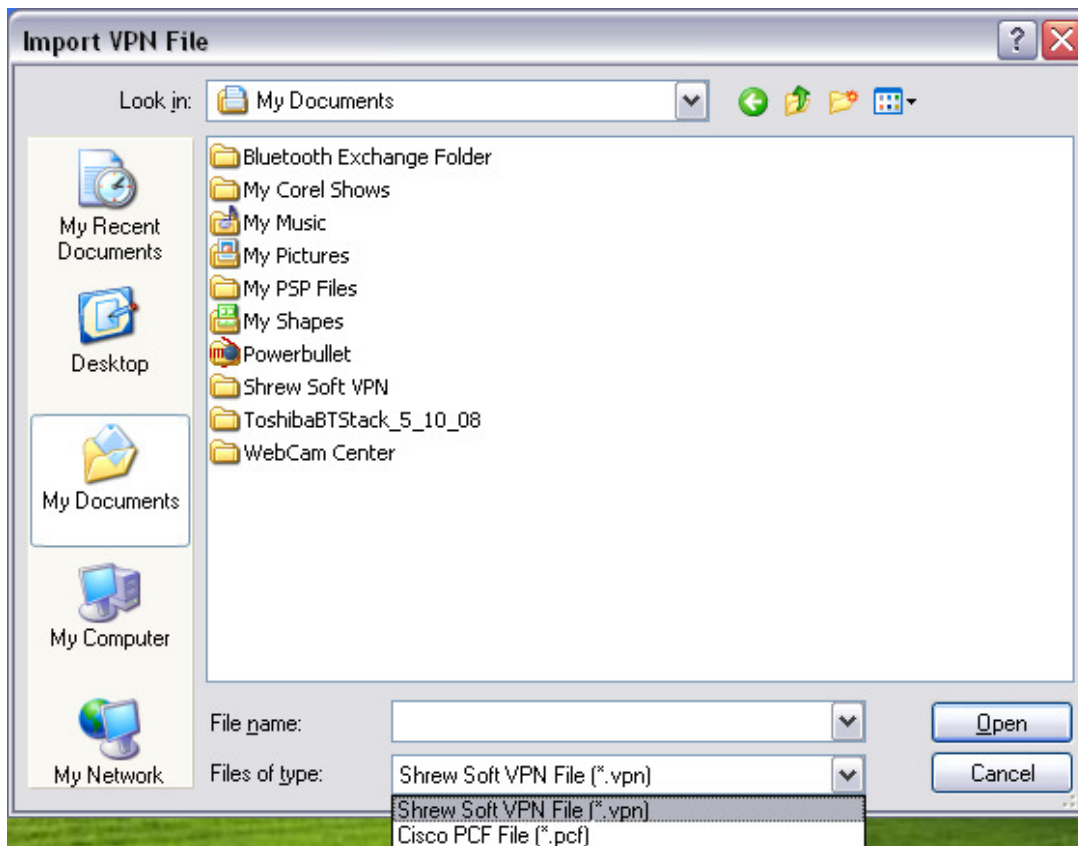 Import VPN File
Look in:
My Documents
My Recent
Documents
Desktop
My Documents
My Computer
My Network
Bluetooth Exchange Folder
My Corel Shows
My Music
My Pictures
My PSP Files
My Shapes
Powerbullet
Shrew Soft VPN
ToshibaBTStack_5_10_08
WebCam Center
File name:
Open
Files of type:
Shrew Soft VPN File (*.vpn)
Cancel
Shrew Soft VPN File (*.vpn)
Cisco PCF File (*.pcf)